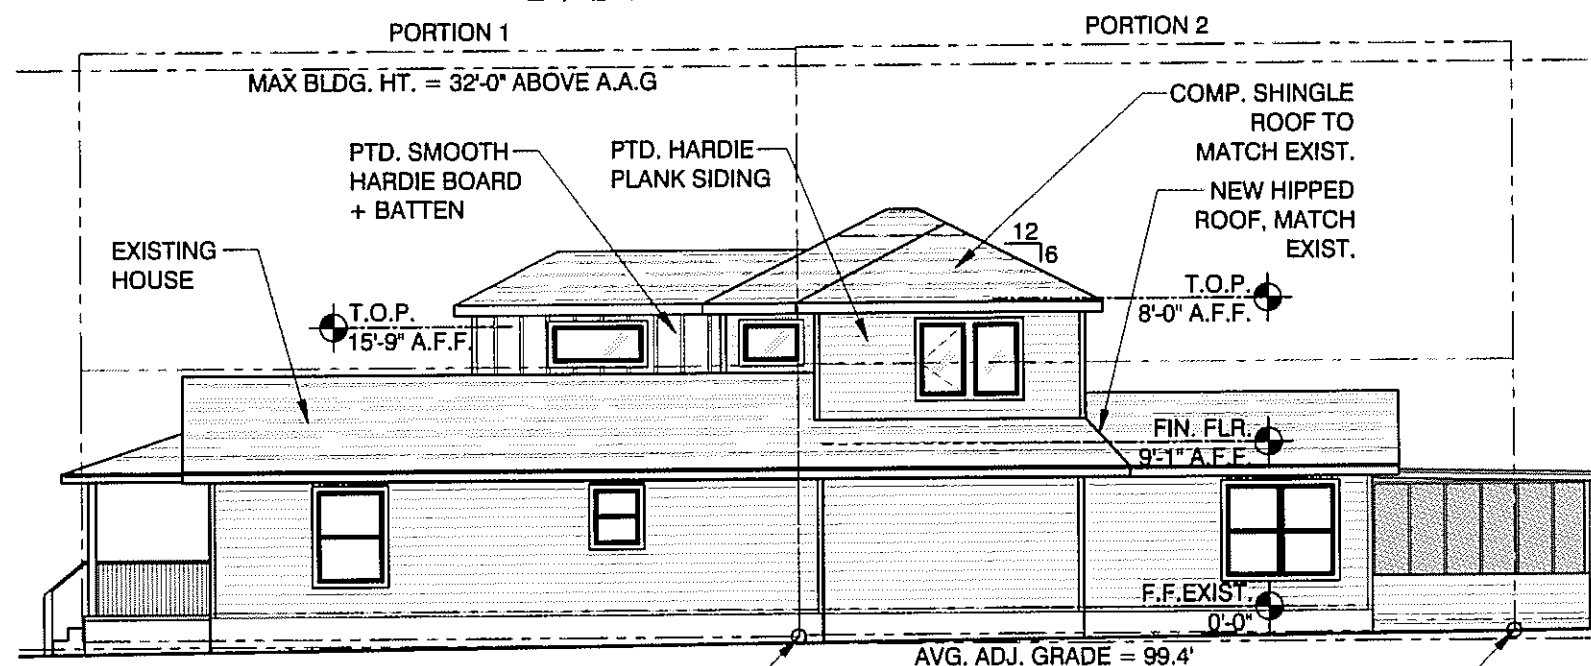 PORTION 1
PORTION 2
MAX BLDG. HT. = 32'-0" ABOVE A.A.G
COMP. SHINGLE
ROOF TO
MATCH EXIST.
PTD. SMOOTH
HARDIE BOARD
+ BATTEN
PTD. HARDIE
PLANK SIDING
NEW HIPPED
ROOF, MATCH
EXIST.
EXISTING
HOUSE
12
6
T.O.P.
15'-9" A.F.F.
T.O.P.
8'-0" A.F.F.
FIN. FLR.
9'-1" A.F.F.
F.F.EXIST.
0'-0"
AVG. ADJ. GRADE = 99.4'